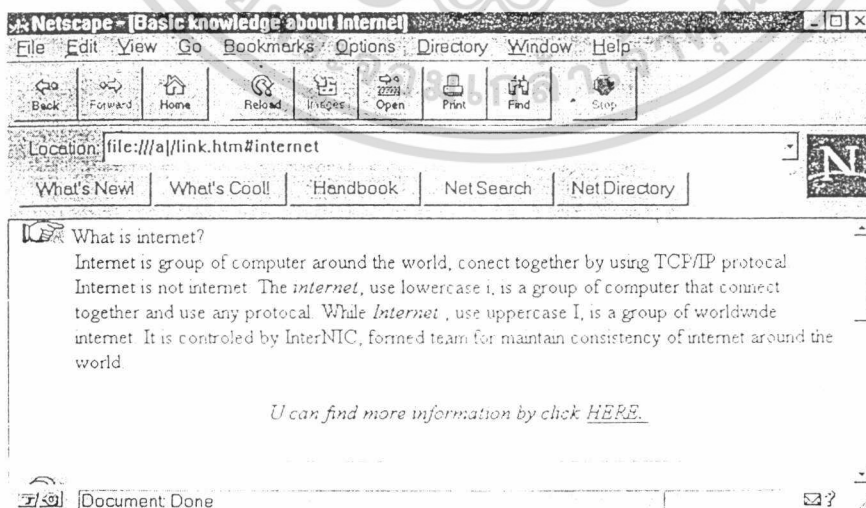 Netscape - [Basic knowledge about Internet]
File Edit View Go Bookmarks Options Directory Window Help
Back Forward Home Reload Images Open Print Find Stop
Location: file:///a|/link.htm#internet
What's New! What's Cool! Handbook Net Search Net Directory
N
What is internet?
Internet is group of computer around the world, conect together by using TCP/IP protocal
Internet is not internet. The internet, use lowercase i, is a group of computer that connect
together and use any protocal. While Internet , use uppercase I, is a group of worldwide
internet. It is controled by InterNIC, formed team for maintain consistency of internet around the
world.
U can find more information by click HERE.
Document: Done